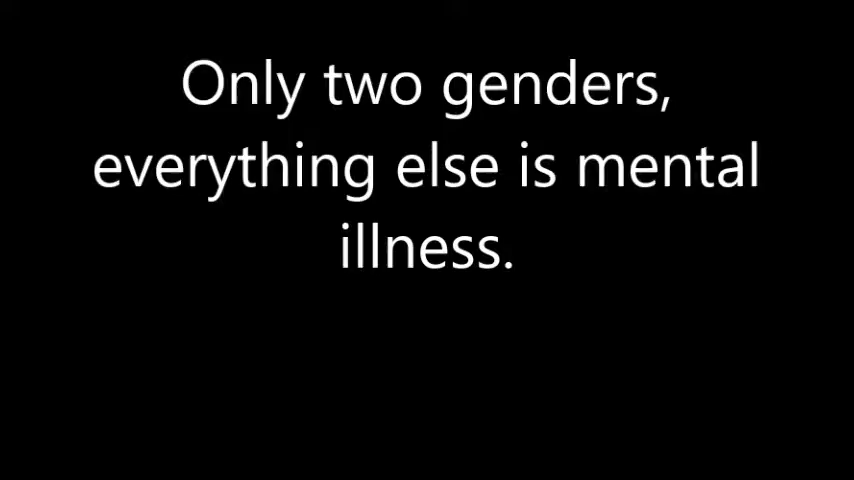 Only two genders,
everything else is mental
illness.